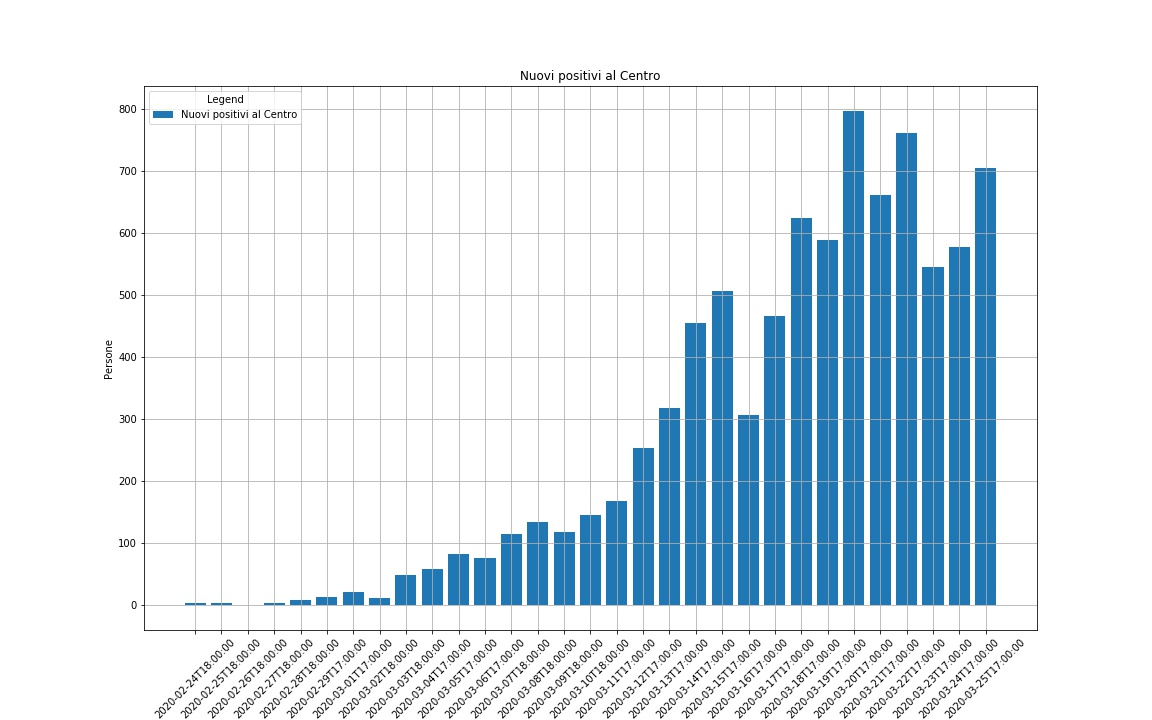 Nuovi positivi al Centro
Legend
Nuovi positivi al Centro
800
700
600
500
400
300
200
100
0
Persone
2020-02-24T18:00:00
2020-02-25T18:00:00
2020-02-26T18:00:00
2020-02-27T18:00:00
2020-02-28T18:00:00
2020-02-29T17:00:00
2020-03-01T17:00:00
2020-03-02T18:00:00
2020-03-03T18:00:00
2020-03-04T17:00:00
2020-03-05T17:00:00
2020-03-06T17:00:00
2020-03-07T18:00:00
2020-03-08T18:00:00
2020-03-09T18:00:00
2020-03-10T18:00:00
2020-03-11T17:00:00
2020-03-12T17:00:00
2020-03-13T17:00:00
2020-03-14T17:00:00
2020-03-15T17:00:00
2020-03-16T17:00:00
2020-03-17T17:00:00
2020-03-18T17:00:00
2020-03-19T17:00:00
2020-03-20T17:00:00
2020-03-21T17:00:00
2020-03-22T17:00:00
2020-03-23T17:00:00
2020-03-24T17:00:00
2020-03-25T17:00:00